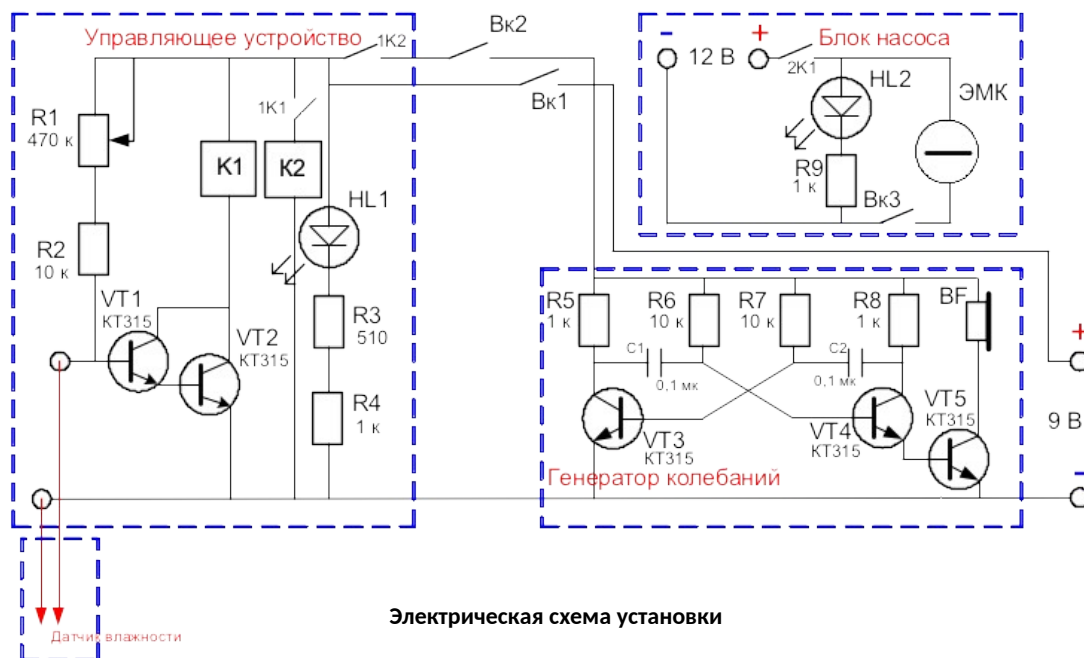 Управляющее устройство
1К2
Вк2
Вк1
- 12 В +
2К1
Блок насоса
HL2
ЭМК
R9
1 к
Вк3
R1
470 к
1К1
К1
К2
HL1
R2
10 к
VT1
КТ315
VT2
КТ315
R3
510
R4
1 к
R5
1 к
R6
10 к
R7
10 к
R8
1 к
BF
C1
0,1 мк
C2
0,1 мк
VT3
КТ315
VT4
КТ315
VT5
КТ315
Генератор колебаний
+
9 В
-
Датчик влажности
Электрическая схема установки